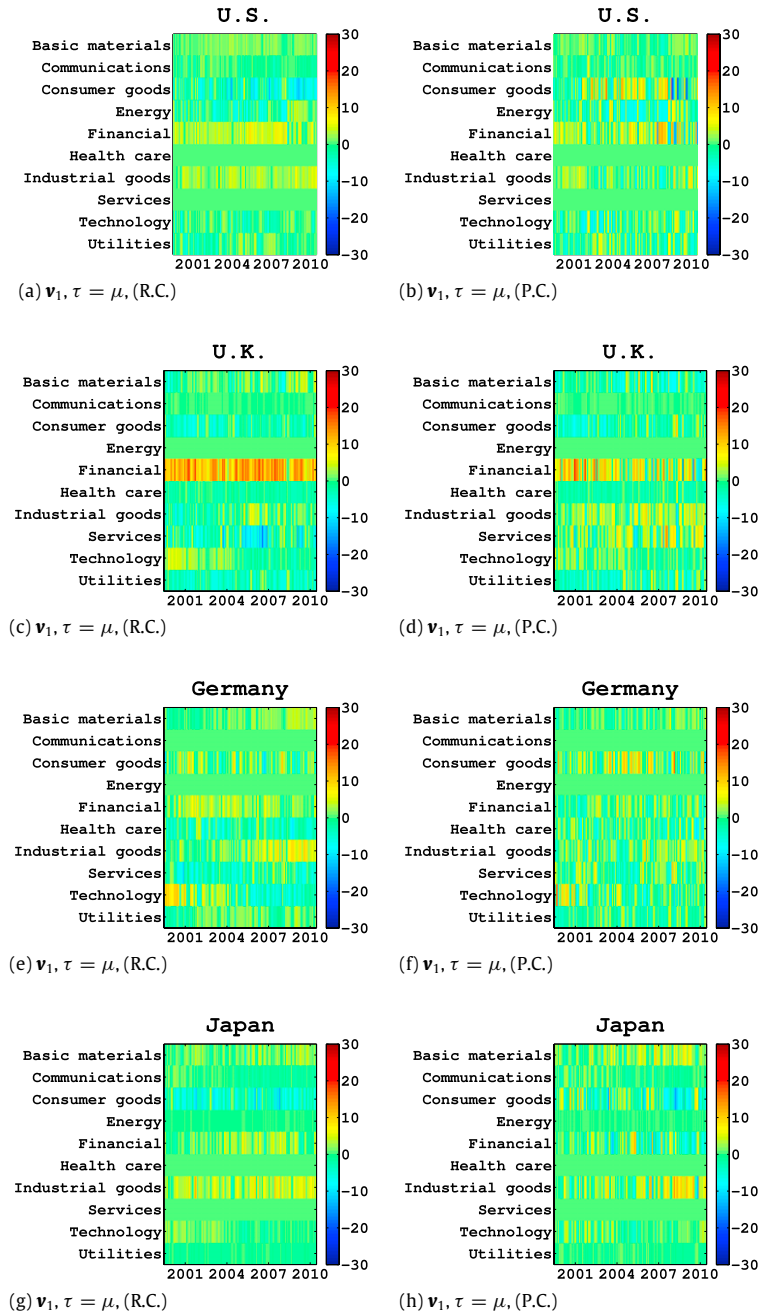 U.S.
Basic materials
Communications
Consumer goods
Energy
Financial
Health care
Industrial goods
Services
Technology
Utilities
2001 2004 2007 2010
30
20
10
0
−10
−20
−30
(a) v1, τ = μ, (R.C.)
U.S.
Basic materials
Communications
Consumer goods
Energy
Financial
Health care
Industrial goods
Services
Technology
Utilities
2001 2004 2007 2010
30
20
10
0
−10
−20
−30
(b) v1, τ = μ, (P.C.)
U.K.
Basic materials
Communications
Consumer goods
Energy
Financial
Health care
Industrial goods
Services
Technology
Utilities
2001 2004 2007 2010
30
20
10
0
−10
−20
−30
(c) v1, τ = μ, (R.C.)
U.K.
Basic materials
Communications
Consumer goods
Energy
Financial
Health care
Industrial goods
Services
Technology
Utilities
2001 2004 2007 2010
30
20
10
0
−10
−20
−30
(d) v1, τ = μ, (P.C.)
Germany
Basic materials
Communications
Consumer goods
Energy
Financial
Health care
Industrial goods
Services
Technology
Utilities
2001 2004 2007 2010
30
20
10
0
−10
−20
−30
(e) v1, τ = μ, (R.C.)
Germany
Basic materials
Communications
Consumer goods
Energy
Financial
Health care
Industrial goods
Services
Technology
Utilities
2001 2004 2007 2010
30
20
10
0
−10
−20
−30
(f) v1, τ = μ, (P.C.)
Japan
Basic materials
Communications
Consumer goods
Energy
Financial
Health care
Industrial goods
Services
Technology
Utilities
2001 2004 2007 2010
30
20
10
0
−10
−20
−30
(g) v1, τ = μ, (R.C.)
Japan
Basic materials
Communications
Consumer goods
Energy
Financial
Health care
Industrial goods
Services
Technology
Utilities
2001 2004 2007 2010
30
20
10
0
−10
−20
−30
(h) v1, τ = μ, (P.C.)